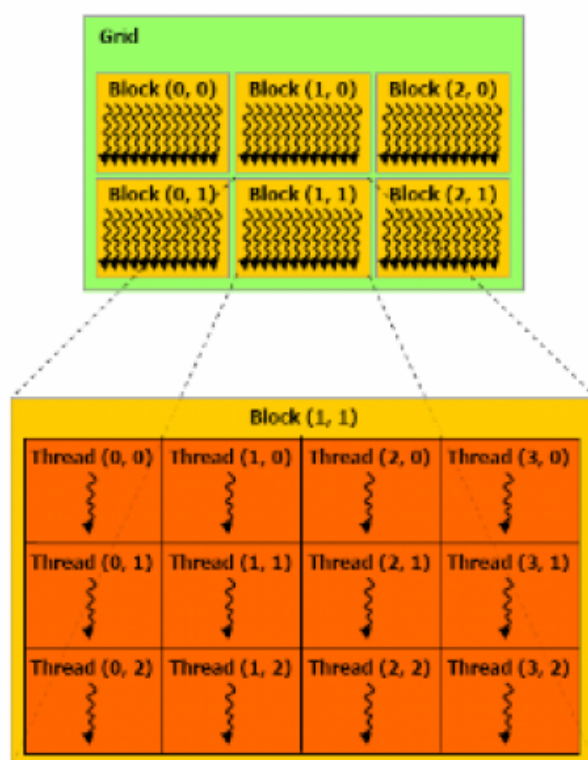 Grid
Block (0, 0) Block (1, 0) Block (2, 0)
Block (0, 1) Block (1, 1) Block (2, 1)
Block (1, 1)
Thread (0, 0) Thread (1, 0) Thread (2, 0) Thread (3, 0)
Thread (0, 1) Thread (1, 1) Thread (2, 1) Thread (3, 1)
Thread (0, 2) Thread (1, 2) Thread (2, 2) Thread (3, 2)